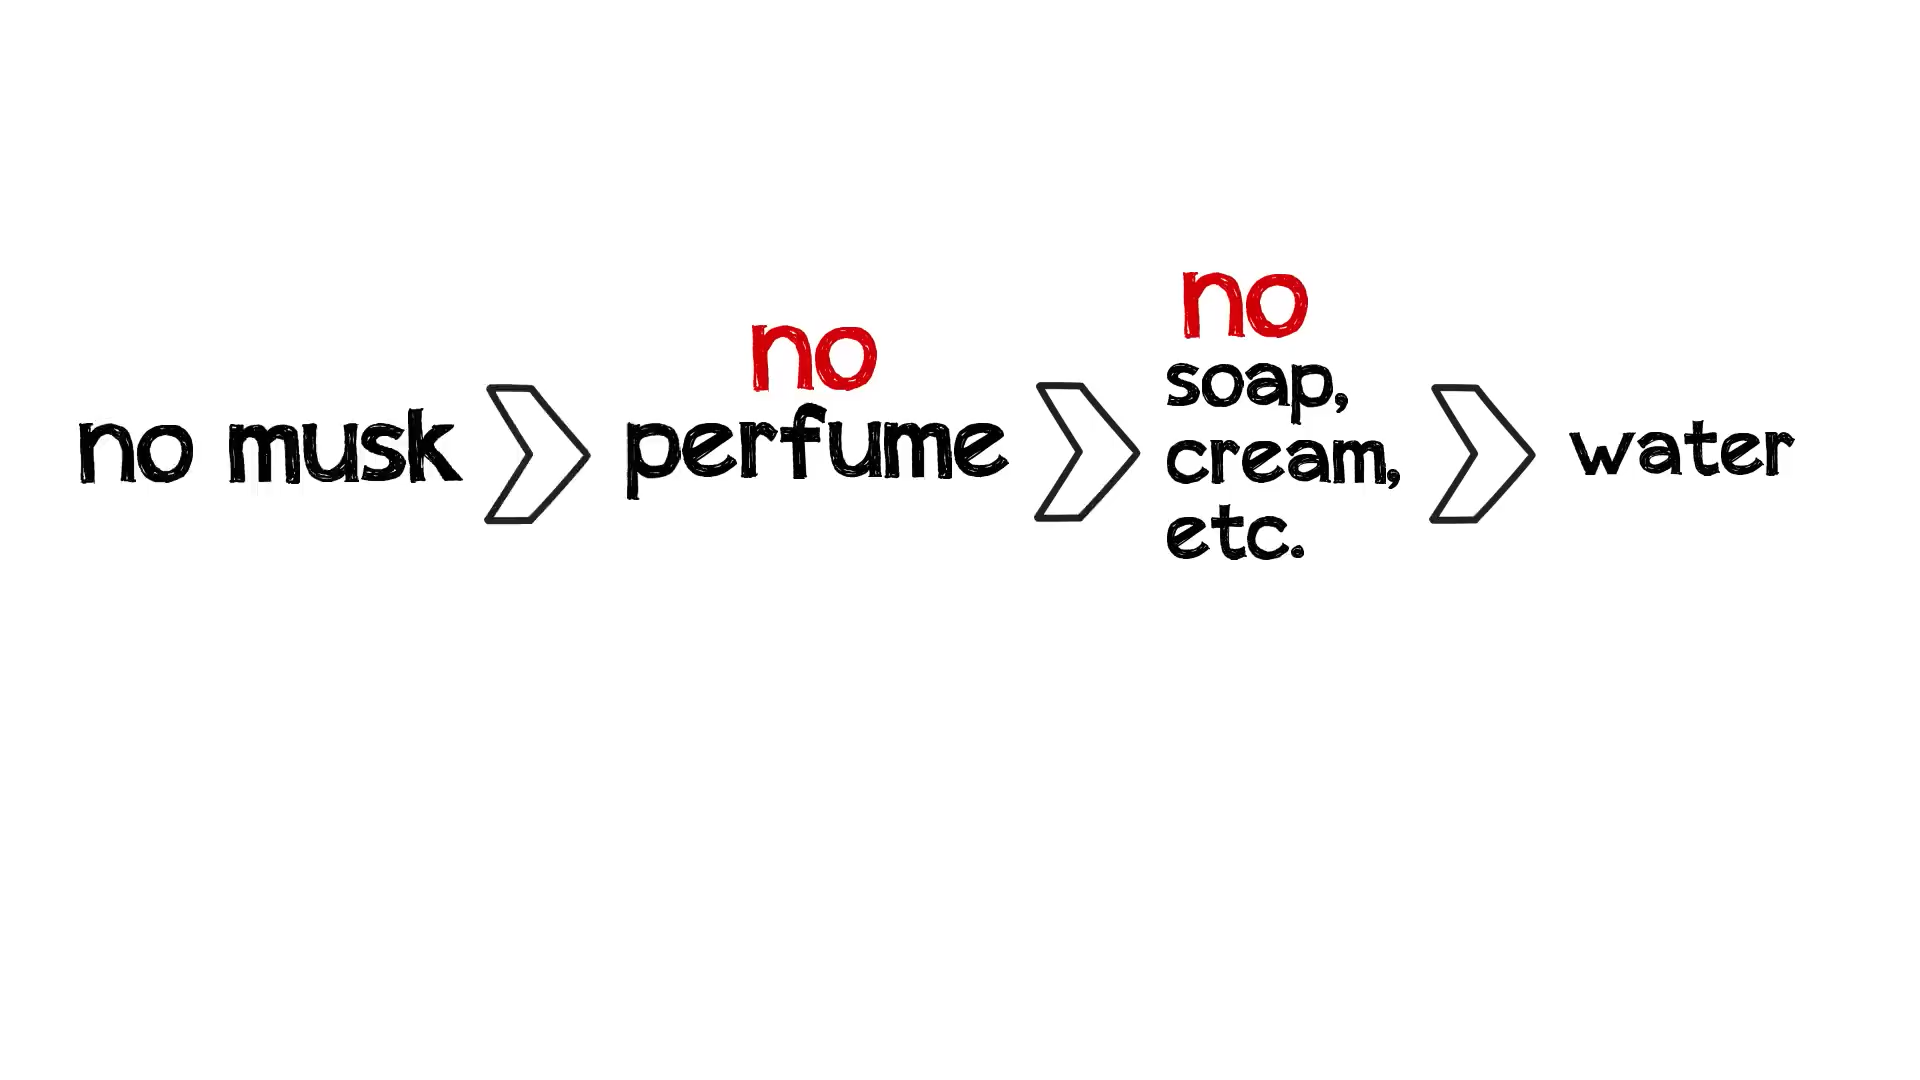 no musk
no
perfume
no
soap,
cream,
etc.
water